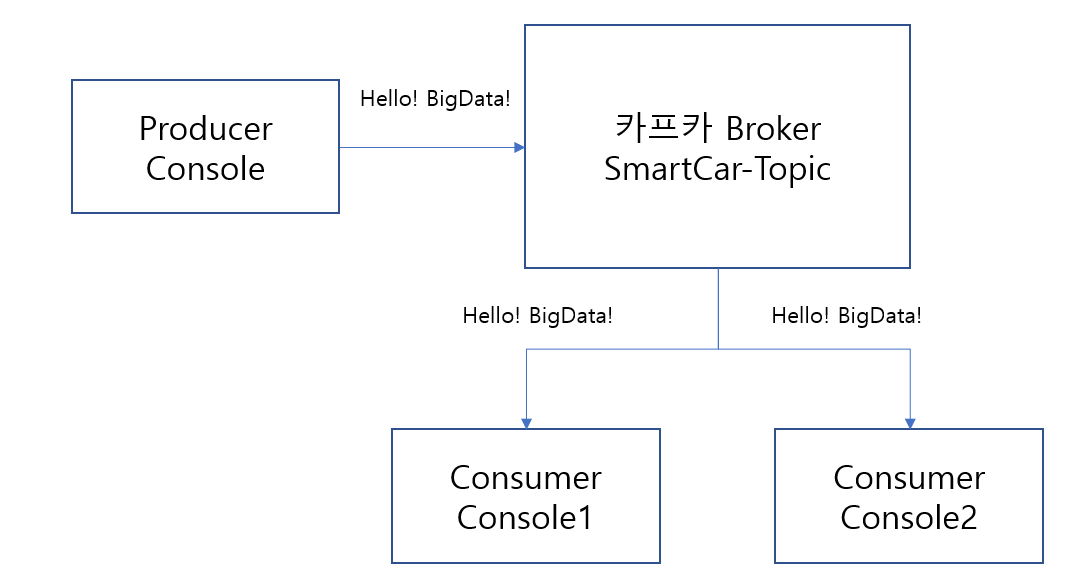 Producer
Console
Hello! BigData!
카프카 Broker
SmartCar-Topic
Hello! BigData!
Hello! BigData!
Consumer
Console1
Consumer
Console2